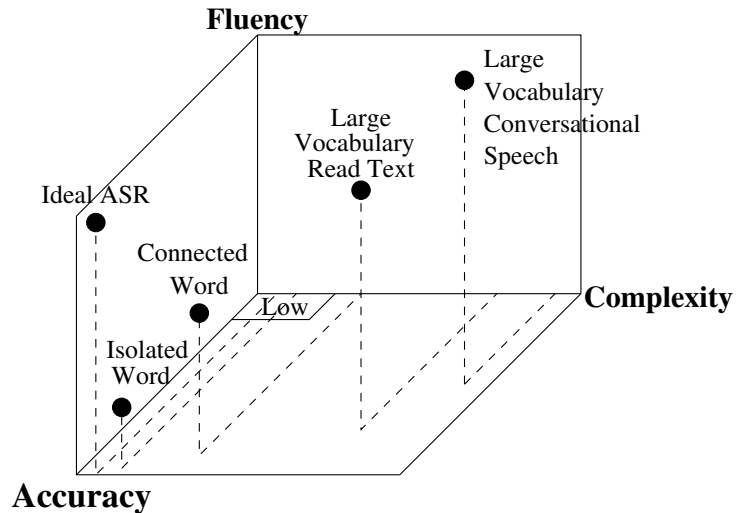 Fluency
Large
Vocabulary
Conversational
Speech
Large
Vocabulary
Read Text
Ideal ASR
Connected
Word
Low
Complexity
Isolated
Word
Accuracy